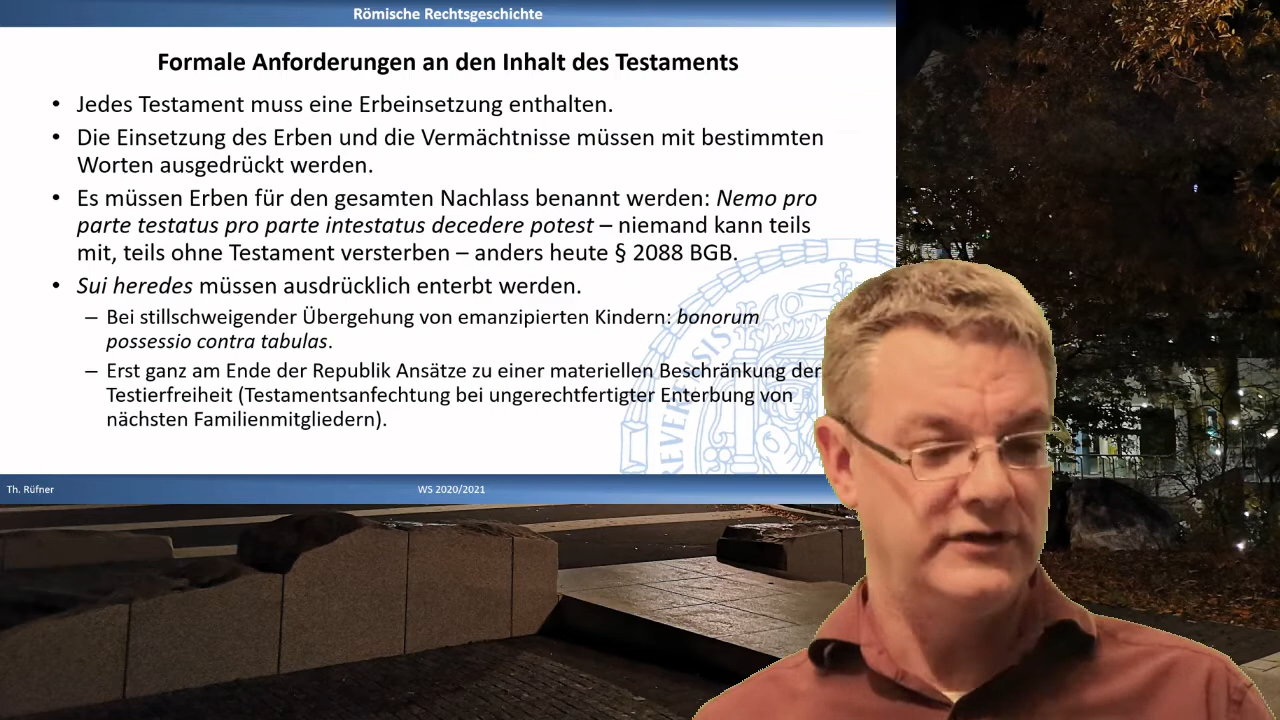 Römische Rechtsgeschichte
Formale Anforderungen an den Inhalt des Testaments
• Jedes Testament muss eine Erbeinsetzung enthalten.
• Die Einsetzung des Erben und die Vermächtnisse müssen mit bestimmten
Worten ausgedrückt werden.
• Es müssen Erben für den gesamten Nachlass benannt werden: Nemo pro
parte testatus pro parte intestatus decedere potest – niemand kann teils
mit, teils ohne Testament versterben – anders heute § 2088 BGB.
• Sui heredes müssen ausdrücklich enterbt werden.
– Bei stillschweigender Übergehung von emanzipierten Kindern: bonorum
possessio contra tabulas.
– Erst ganz am Ende der Republik Ansätze zu einer materiellen Beschränkung der
Testierfreiheit (Testamentsanfechtung bei ungerechtfertigter Enterbung von
nächsten Familienmitgliedern).
Th. Rüfner
WS 2020/2021